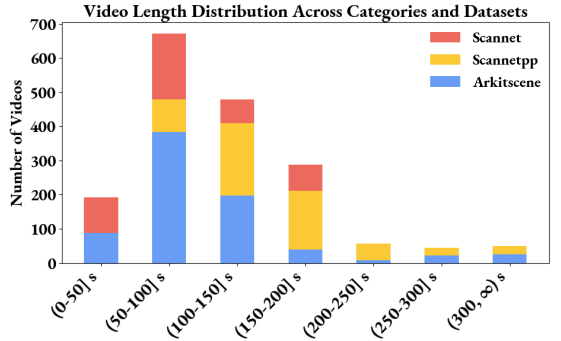 Video Length Distribution Across Categories and Datasets
Number of Videos
700
600
500
400
300
200
100
0
Scannet
Scannetpp
Arkitscene
(0-50] s
(50-100] s
(100-150] s
(150-200] s
(200-250] s
(250-300] s
(300, ∞) s